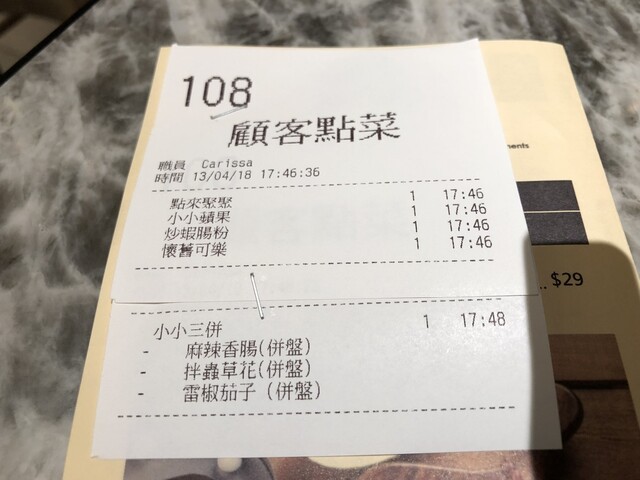 108
顧客點菜
職員 Carissa
時間 13/04/18 17:46:36
點來聚聚 1 17:46
小小蘋果 1 17:46
炒蝦腸粉 1 17:46
懷舊可樂 1 17:46
小小三併 1 17:48
- 麻辣香腸(併盤)
- 拌蟲草花(併盤)
- 雷椒茄子 (併盤)
.. $29